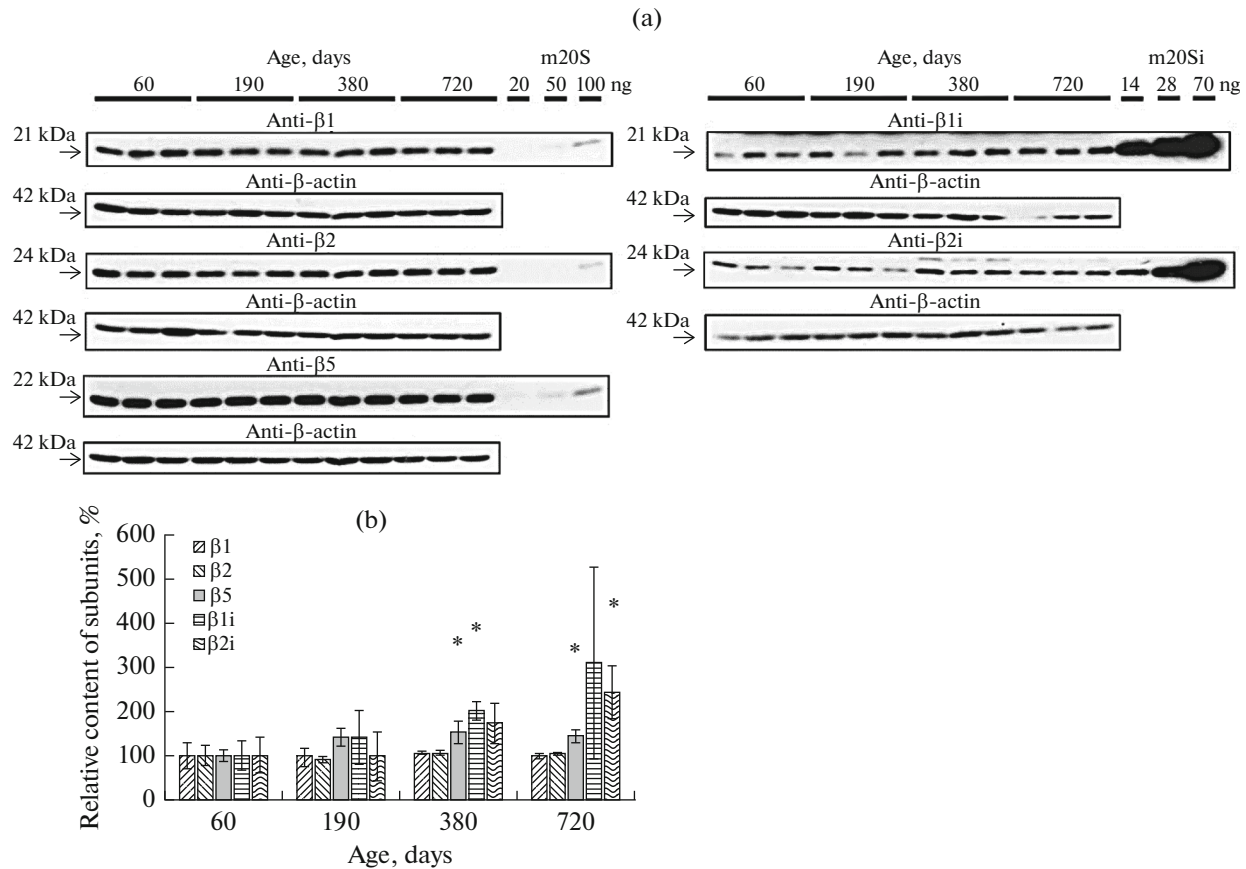 (a)
Age, days m20S
60 190 380 720 20 50 100 ng
21 kDa
Anti-β1
42 kDa
Anti-β-actin
24 kDa
Anti-β2
42 kDa
Anti-β-actin
22 kDa
Anti-β5
42 kDa
Anti-β-actin
Age, days m20Si
60 190 380 720 14 28 70 ng
21 kDa
Anti-β1i
42 kDa
Anti-β-actin
24 kDa
Anti-β2i
42 kDa
Anti-β-actin
(b)
Relative content of subunits, %
600
500
400
300
200
100
0
β1
β2
β5
β1i
β2i
* *
* *
60 190 380 720
Age, days